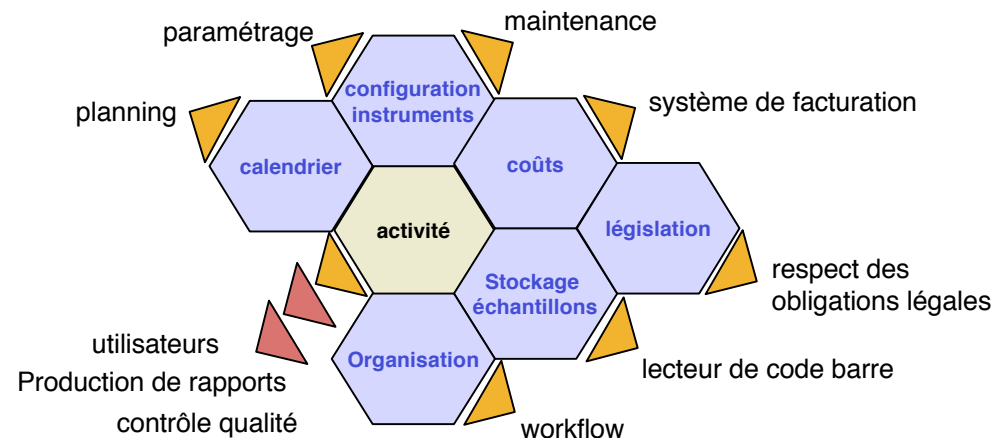 paramétrage
maintenance
planning
configuration
instruments
système de facturation
calendrier
coûts
activité
législation
Stockage
échantillons
respect des
obligations légales
utilisateurs
Organisation
lecteur de code barre
Production de rapports
contrôle qualité
workflow